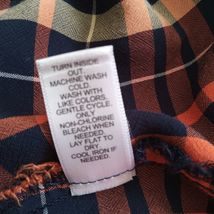 TURN INSIDE
OUT.
MACHINE WASH
COLD.
WASH WITH
LIKE COLORS.
GENTLE CYCLE.
ONLY
NON-CHLORINE
BLEACH WHEN
NEEDED.
LAY FLAT TO
DRY.
COOL IRON IF
NEEDED.